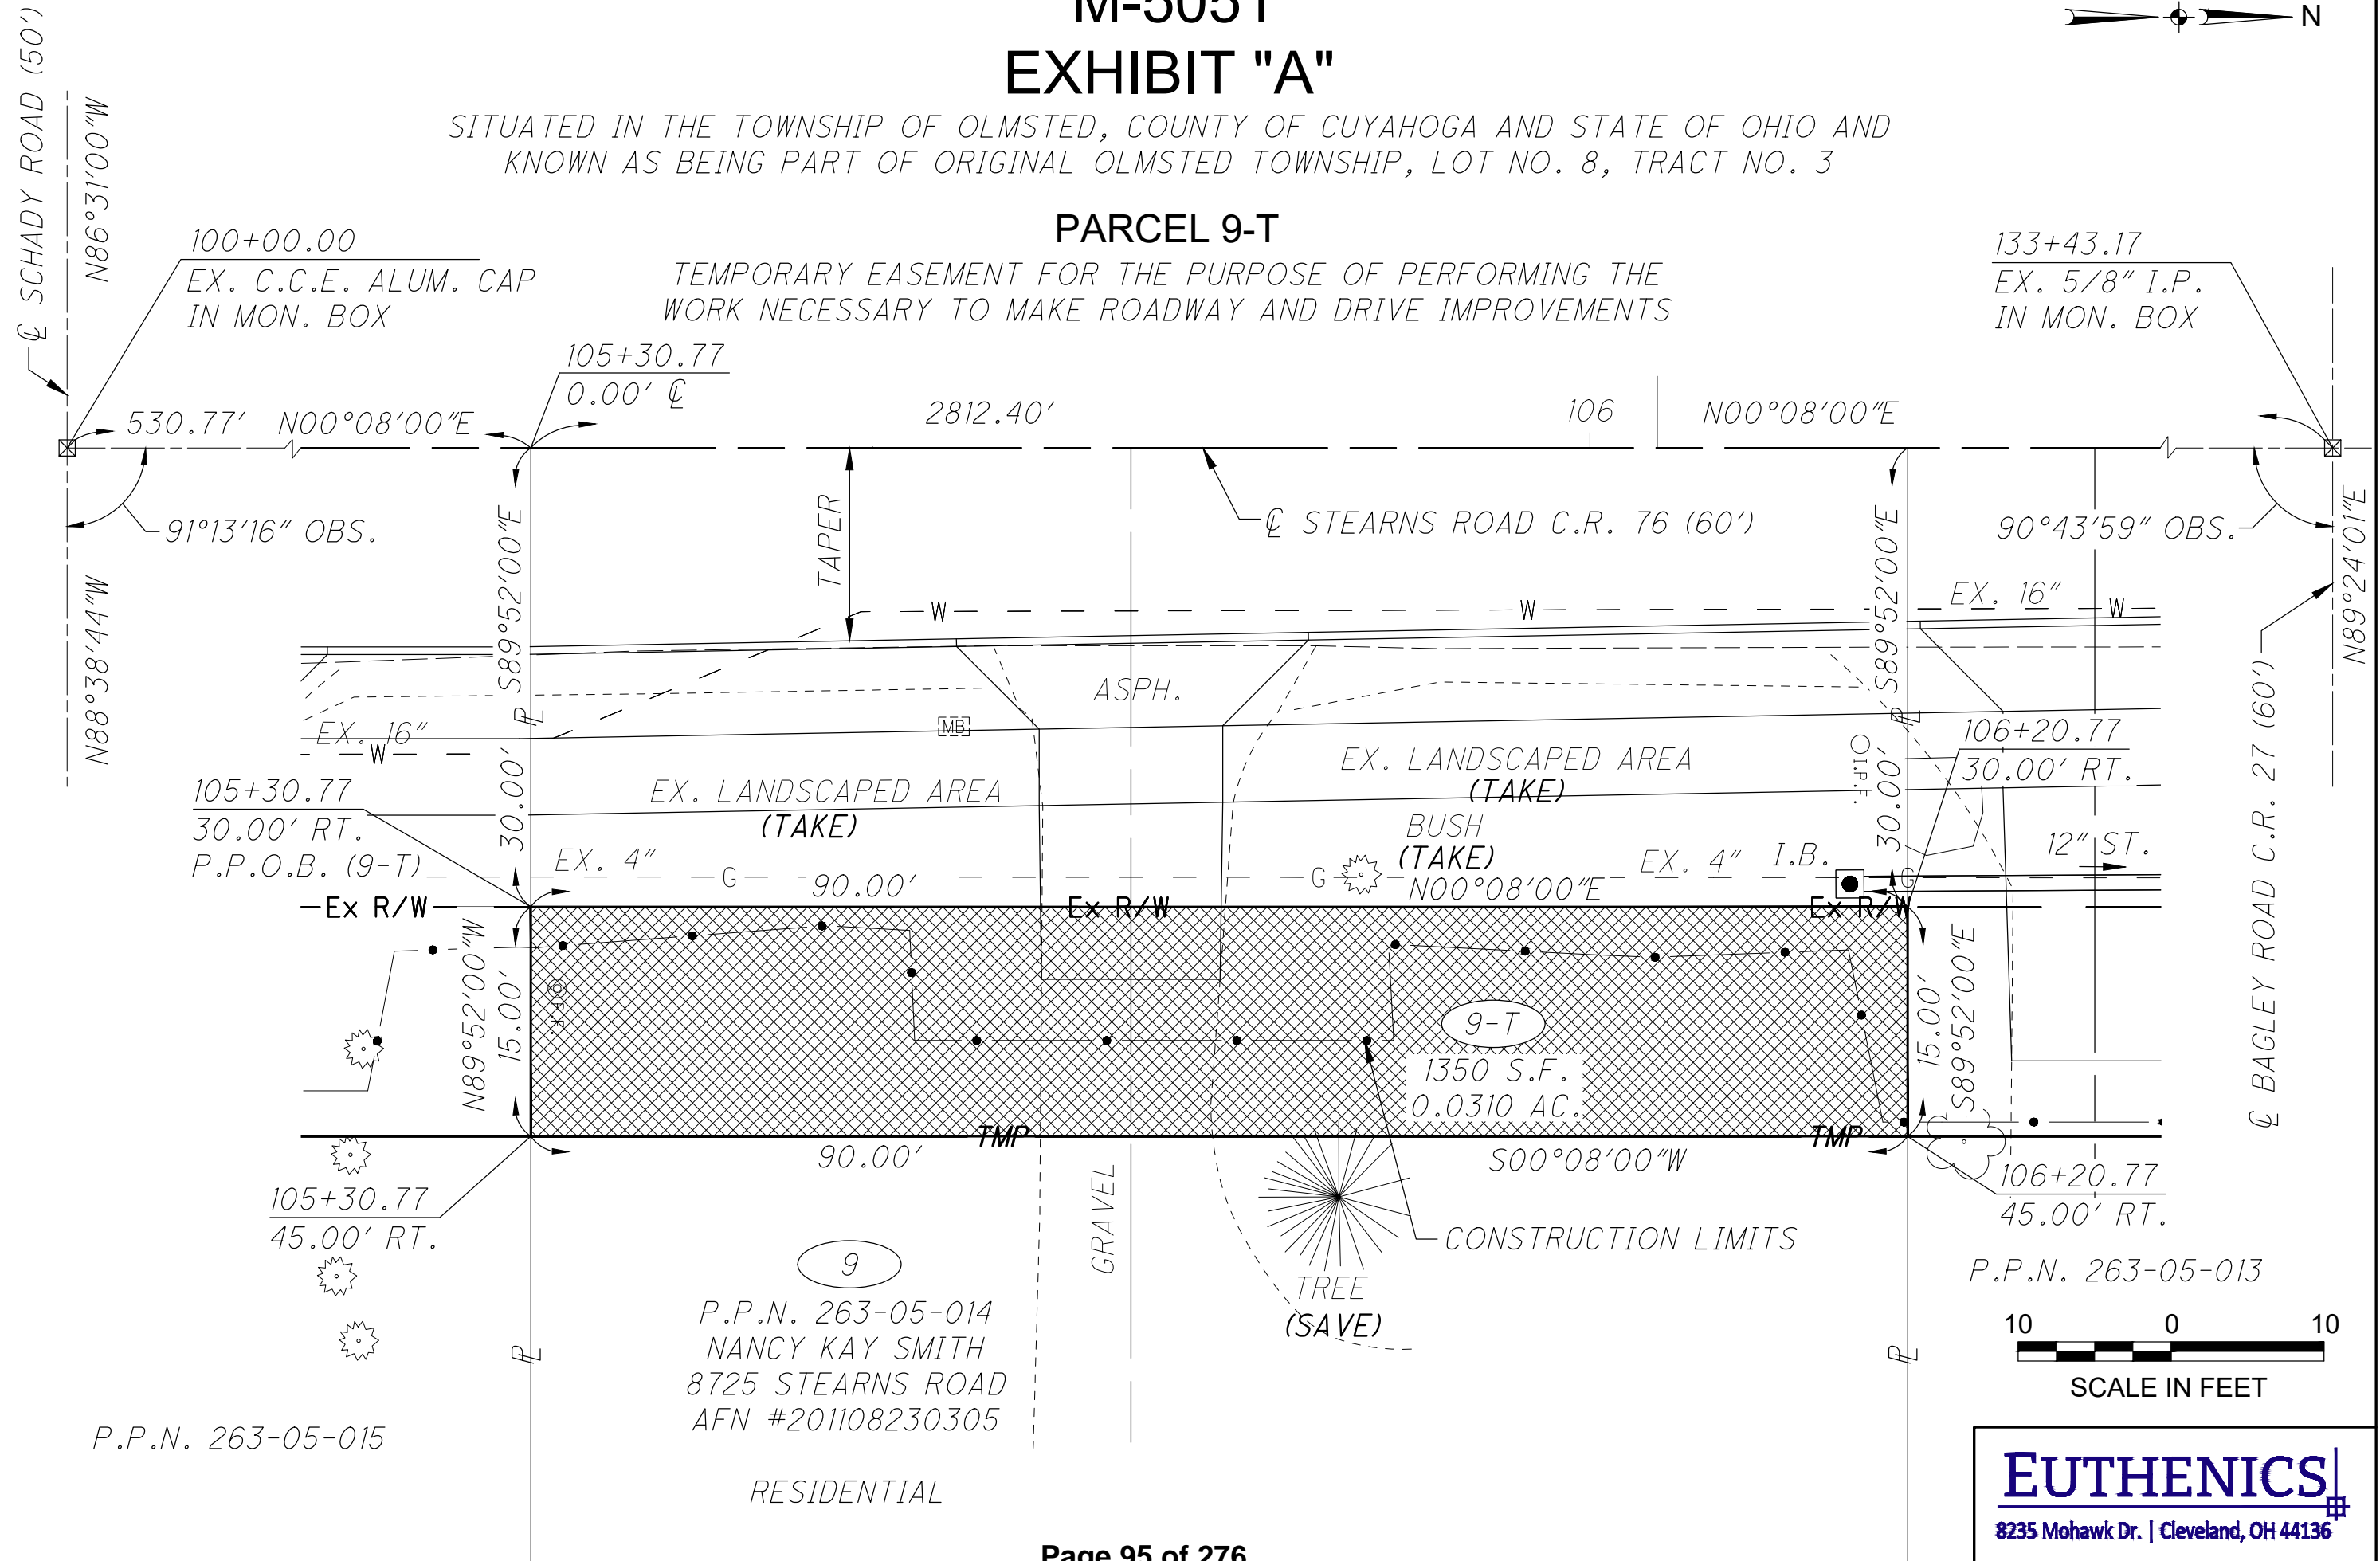 M-5051
EXHIBIT "A"
SITUATED IN THE TOWNSHIP OF OLMSTED, COUNTY OF CUYAHOGA AND STATE OF OHIO AND
KNOWN AS BEING PART OF ORIGINAL OLMSTED TOWNSHIP, LOT NO. 8, TRACT NO. 3
PARCEL 9-T
TEMPORARY EASEMENT FOR THE PURPOSE OF PERFORMING THE
WORK NECESSARY TO MAKE ROADWAY AND DRIVE IMPROVEMENTS
N
℄ SCHADY ROAD (50')
N86°31'00"W
100+00.00
EX. C.C.E. ALUM. CAP
IN MON. BOX
133+43.17
EX. 5/8" I.P.
IN MON. BOX
105+30.77
0.00' ℄
530.77' N00°08'00"E
2812.40'
106
N00°08'00"E
91°13'16" OBS.
N88°38'44"W
S89°52'00"E
TAPER
℄ STEARNS ROAD C.R. 76 (60')
S89°52'00"E
90°43'59" OBS.
N89°24'01"E
EX. 16"
W
W
W
ASPH.
EX. 16"
W
MB
PL
PL
30.00'
EX. LANDSCAPED AREA
(TAKE)
EX. LANDSCAPED AREA
(TAKE)
I.P.F.
30.00'
106+20.77
30.00' RT.
105+30.77
30.00' RT.
P.P.O.B. (9-T)
BUSH
(TAKE)
EX. 4"
G
90.00'
G
N00°08'00"E
EX. 4"
I.B.
G
12" ST.
℄ BAGLEY ROAD C.R. 27 (60')
Ex R/W
Ex R/W
Ex R/W
N89°52'00"W
15.00'
I.P.F.
9-T
1350 S.F.
0.0310 AC.
15.00'
S89°52'00"E
TMP
TMP
90.00'
S00°08'00"W
105+30.77
45.00' RT.
106+20.77
45.00' RT.
GRAVEL
CONSTRUCTION LIMITS
TREE
(SAVE)
9
P.P.N. 263-05-014
NANCY KAY SMITH
8725 STEARNS ROAD
AFN #201108230305
P.P.N. 263-05-013
PL
PL
P.P.N. 263-05-015
RESIDENTIAL
10 0 10
SCALE IN FEET
EUTHENICS
8235 Mohawk Dr. | Cleveland, OH 44136
Page 95 of 276